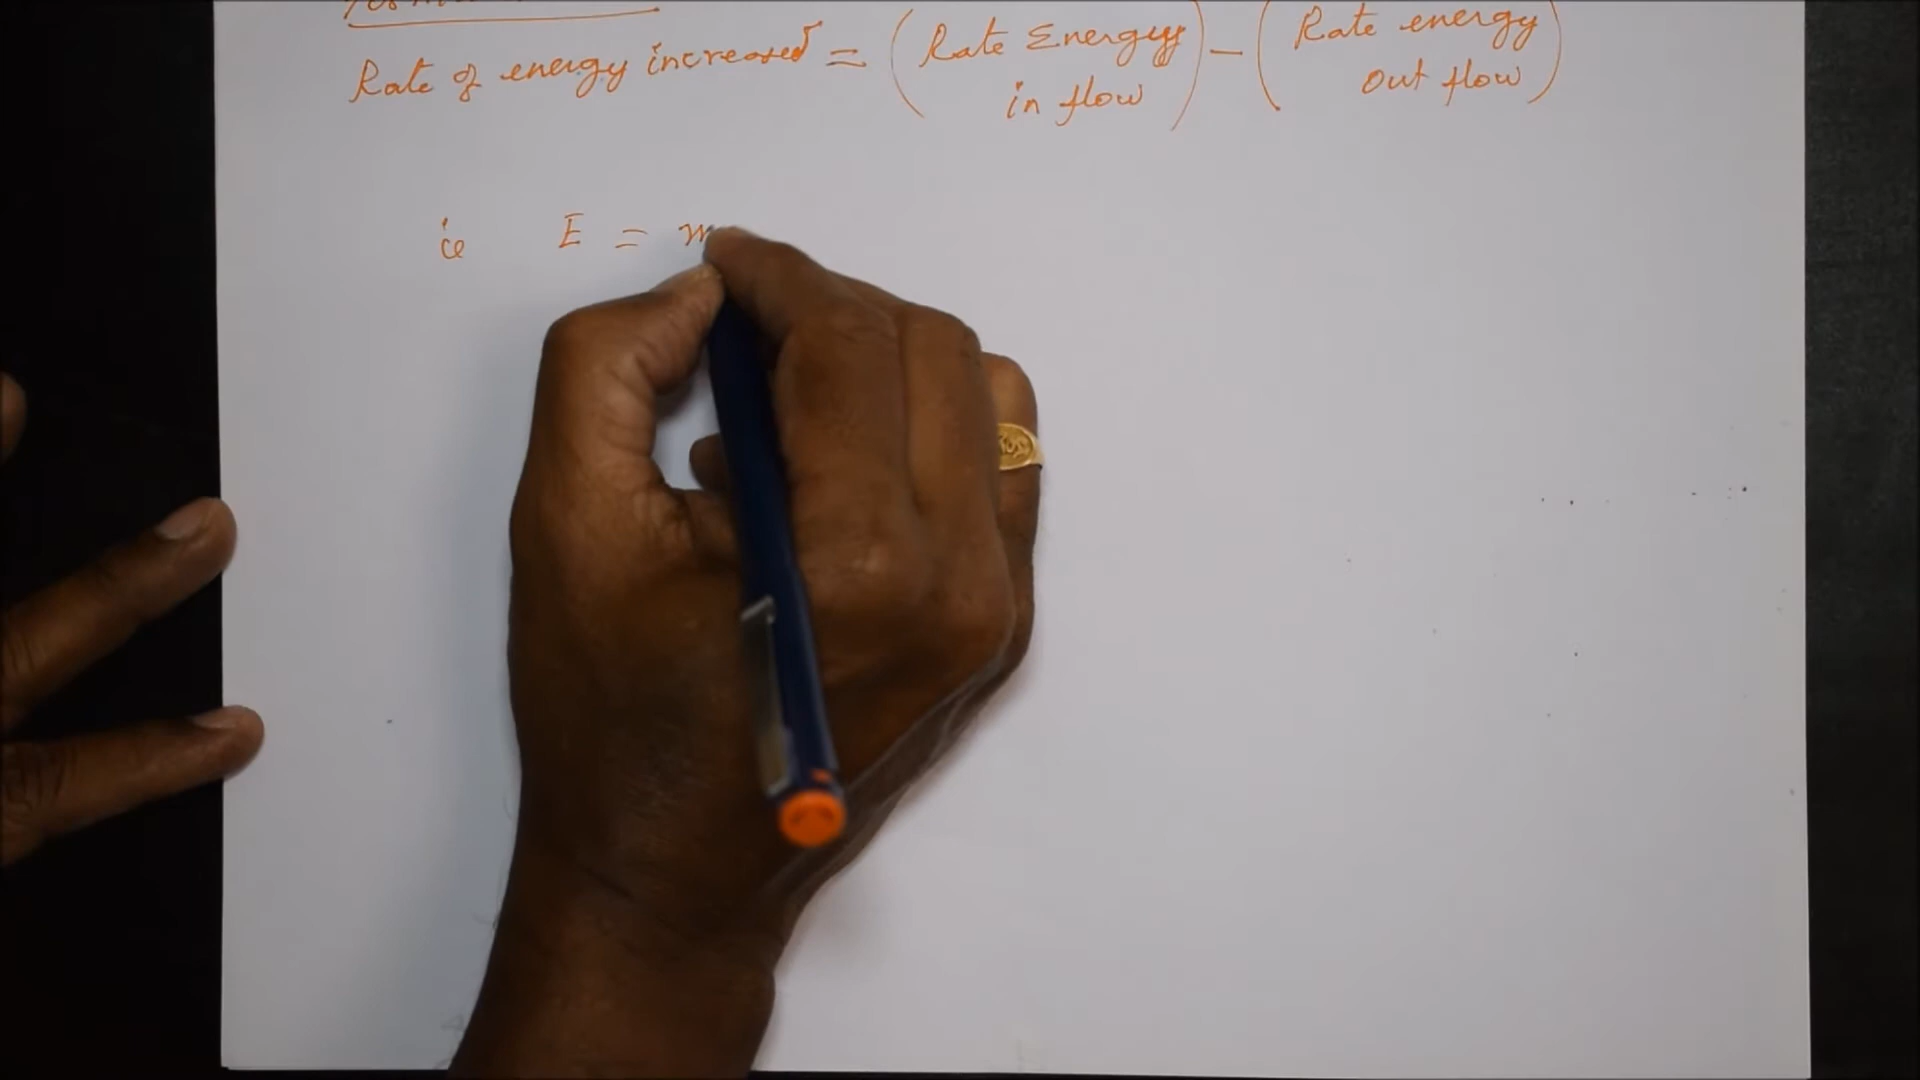 Rate of energy increased = (Rate Energy in flow) - (Rate energy out flow)
ie E = m